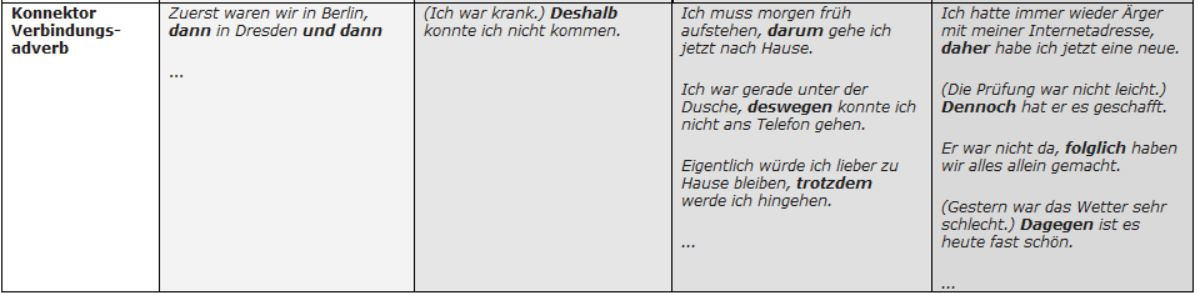 Konnektor
Verbindungs-
adverb
Zuerst waren wir in Berlin,
dann in Dresden und dann
...
(Ich war krank.) Deshalb
konnte ich nicht kommen.
Ich muss morgen früh
aufstehen, darum gehe ich
jetzt nach Hause.
Ich war gerade unter der
Dusche, deswegen konnte ich
nicht ans Telefon gehen.
Eigentlich würde ich lieber zu
Hause bleiben, trotzdem
werde ich hingehen.
...
Ich hatte immer wieder Ärger
mit meiner Internetadresse,
daher habe ich jetzt eine neue.
(Die Prüfung war nicht leicht.)
Dennoch hat er es geschafft.
Er war nicht da, folglich haben
wir alles allein gemacht.
(Gestern war das Wetter sehr
schlecht.) Dagegen ist es
heute fast schön.
...